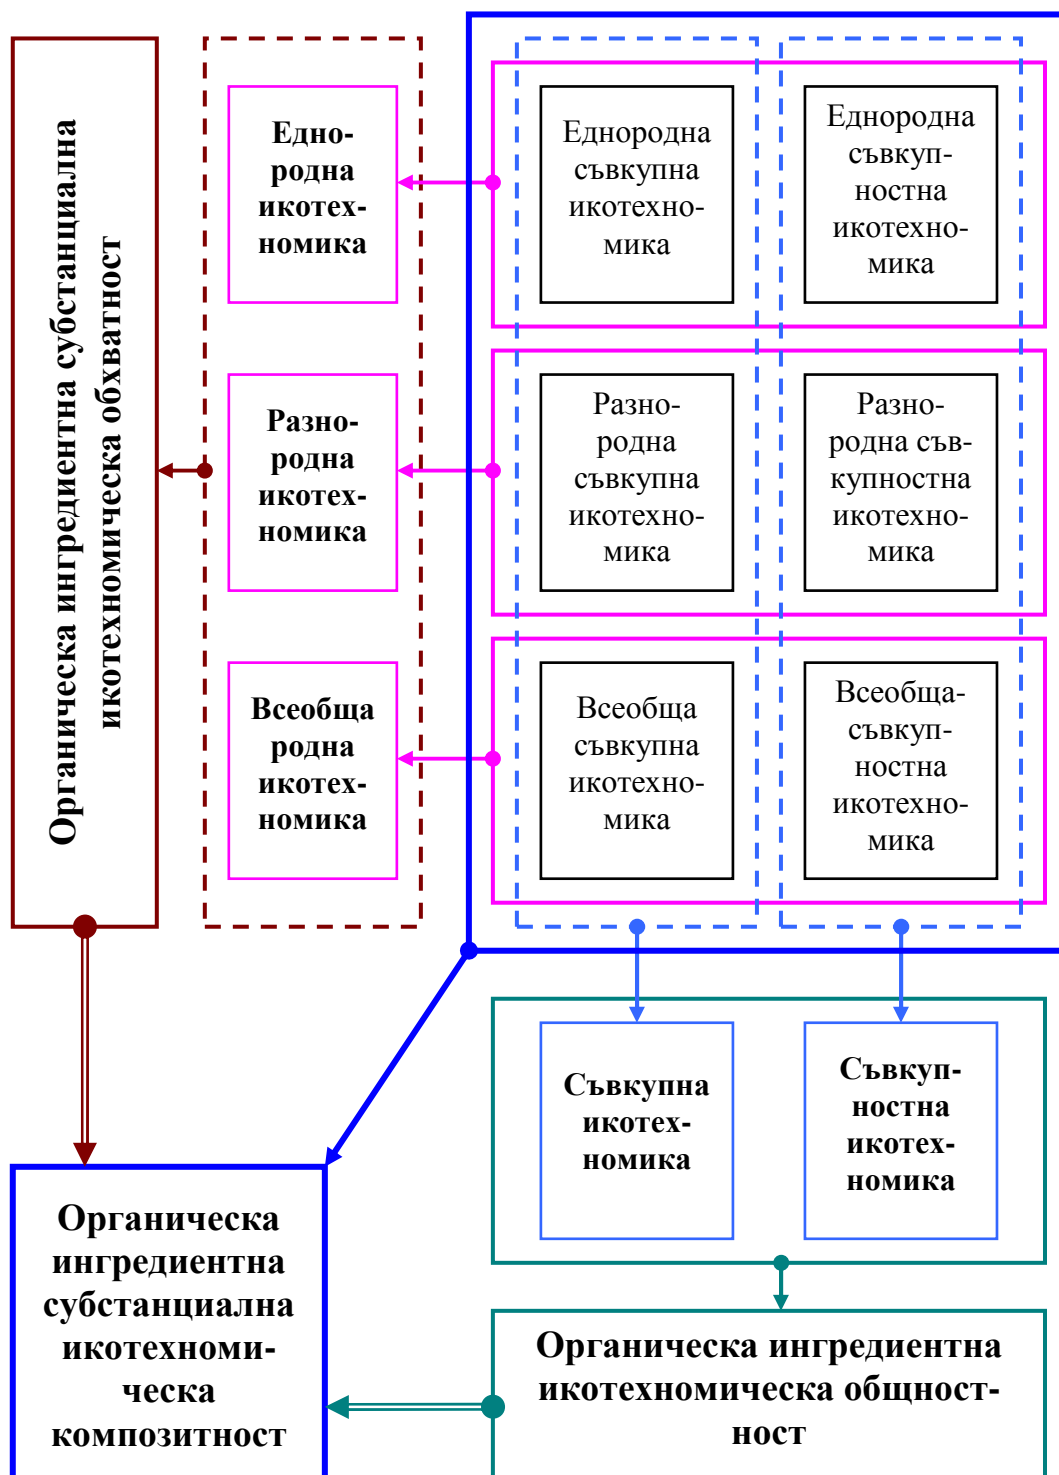 Органическа ингредиентна субстанциална
икотехномическа обхватност
Едно-
родна
икотех-
номика
Еднородна
съвкупна
икотехно-
мика
Еднородна
съвкуп-
ностна
икотехно-
мика
Разно-
родна
икотех-
номика
Разно-
родна
съвкупна
икотехно-
мика
Разно-
родна със-
купностна
икотехно-
мика
Всеобща
родна
икотех-
номика
Всеобща
съвкупна
икотехно-
мика
Всеобща-
съвкуп-
ностна
икотехно-
мика
Съвкупна
икотех-
номика
Съвкуп-
ностна
икотех-
номика
Органическа
ингредиентна
субстанциална
икотехноми-
ческа
композитност
Органическа ингредиентна
икотехномическа общност-
ност